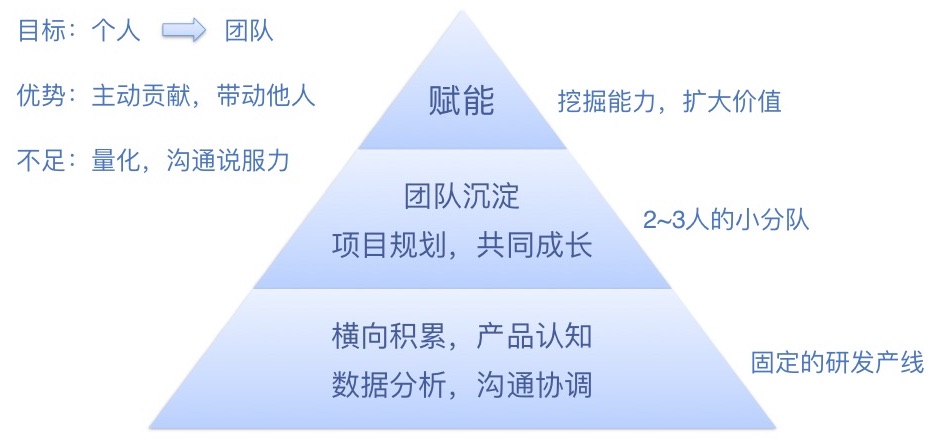 目标：个人 团队
优势：主动贡献，带动他人
不足：量化，沟通说服力
赋能
挖掘能力，扩大价值
团队沉淀
项目规划，共同成长
2~3人的小分队
横向积累，产品认知
数据分析，沟通协调
固定的研发产线